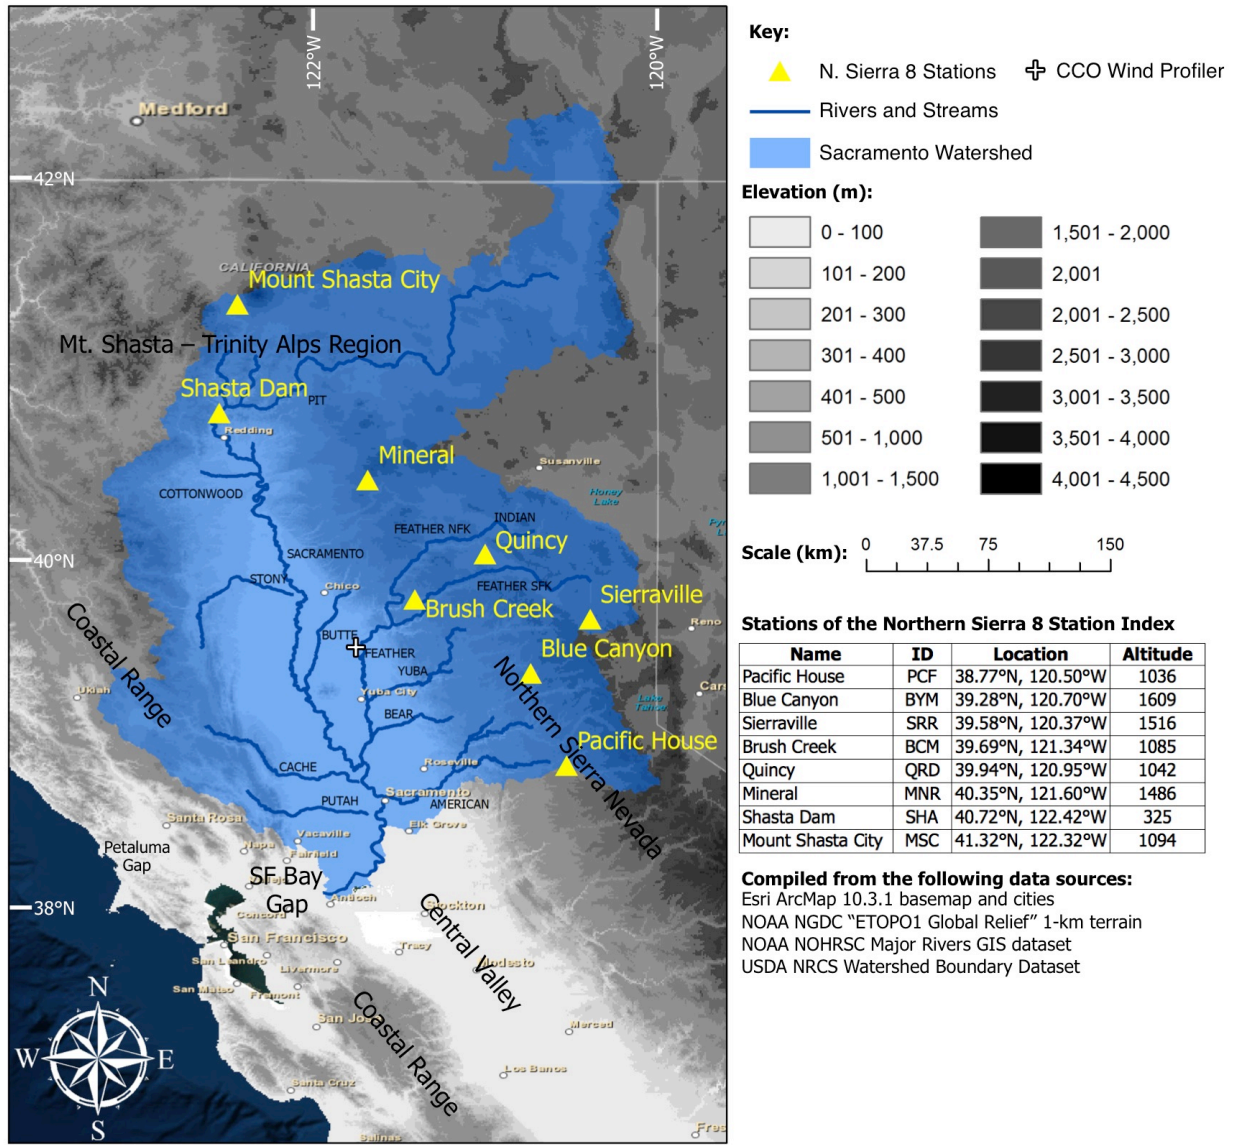 122°W
120°W
Medford
42°N
CALIFORNIA
Mount Shasta City
Mt. Shasta – Trinity Alps Region
Shasta Dam
PIT
Redding
Mineral
Susanville
Honey
Lake
COTTONWOOD
INDIAN
FEATHER NFK
Quincy
40°N
SACRAMENTO
STONY
Chico
FEATHER SFK
Sierraville
Brush Creek
Reno
BUTTE
FEATHER
Blue Canyon
YUBA
Coastal Range
Ukiah
Yuba City
Lake
Tahoe
BEAR
Northern Sierra Nevada
Pacific House
CACHE
Roseville
Sacramento
PUTAH
AMERICAN
Santa Rosa
Elk Grove
Vacaville
Petaluma
Gap
Napa
Fairfield
SF Bay
Gap
Antioch
38°N
Concord
Stockton
Central Valley
San Francisco
Tracy
San Leandro
Livermore
Modesto
San Mateo
Fremont
N
San Jose
Coastal Range
Merced
W
E
Los Banos
Santa Cruz
S
Salinas
Key:
N. Sierra 8 Stations
CCO Wind Profiler
Rivers and Streams
Sacramento Watershed
Elevation (m):
0 - 100
1,501 - 2,000
101 - 200
2,001
201 - 300
2,001 - 2,500
301 - 400
2,501 - 3,000
401 - 500
3,001 - 3,500
501 - 1,000
3,501 - 4,000
1,001 - 1,500
4,001 - 4,500
Scale (km): 0 37.5 75 150
Stations of the Northern Sierra 8 Station Index
Name ID Location Altitude
Pacific House PCF 38.77°N, 120.50°W 1036
Blue Canyon BYM 39.28°N, 120.70°W 1609
Sierraville SRR 39.58°N, 120.37°W 1516
Brush Creek BCM 39.69°N, 121.34°W 1085
Quincy QRD 39.94°N, 120.95°W 1042
Mineral MNR 40.35°N, 121.60°W 1486
Shasta Dam SHA 40.72°N, 122.42°W 325
Mount Shasta City MSC 41.32°N, 122.32°W 1094
Compiled from the following data sources:
Esri ArcMap 10.3.1 basemap and cities
NOAA NGDC “ETOPO1 Global Relief” 1-km terrain
NOAA NOHRSC Major Rivers GIS dataset
USDA NRCS Watershed Boundary Dataset